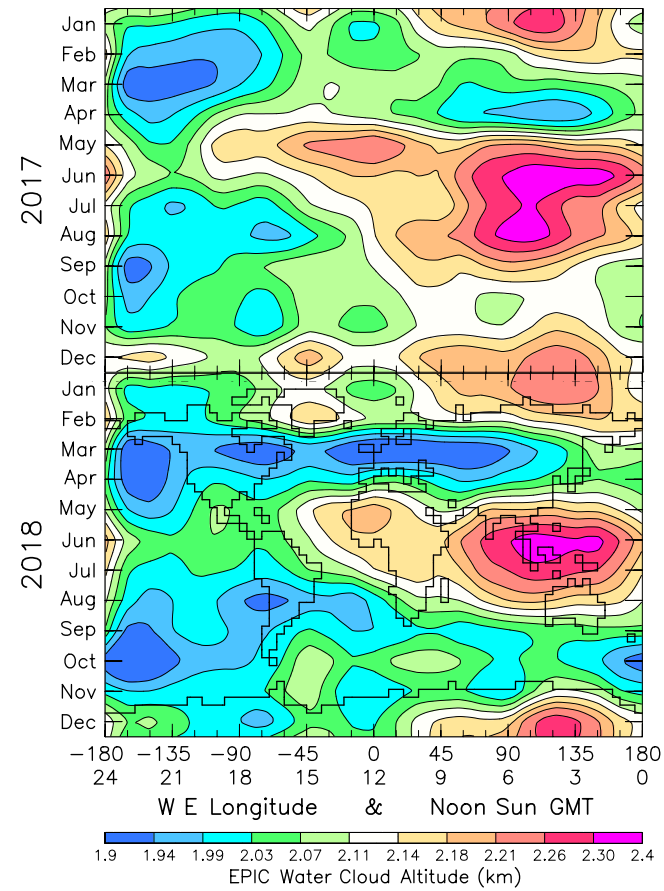 2017
Jan
Feb
Mar
Apr
May
Jun
Jul
Aug
Sep
Oct
Nov
Dec
2018
Jan
Feb
Mar
Apr
May
Jun
Jul
Aug
Sep
Oct
Nov
Dec
−180 −135 −90 −45 0 45 90 135 180
24 21 18 15 12 9 6 3 0
W E Longitude & Noon Sun GMT
1.9 1.94 1.99 2.03 2.07 2.11 2.14 2.18 2.21 2.26 2.30 2.4
EPIC Water Cloud Altitude (km)